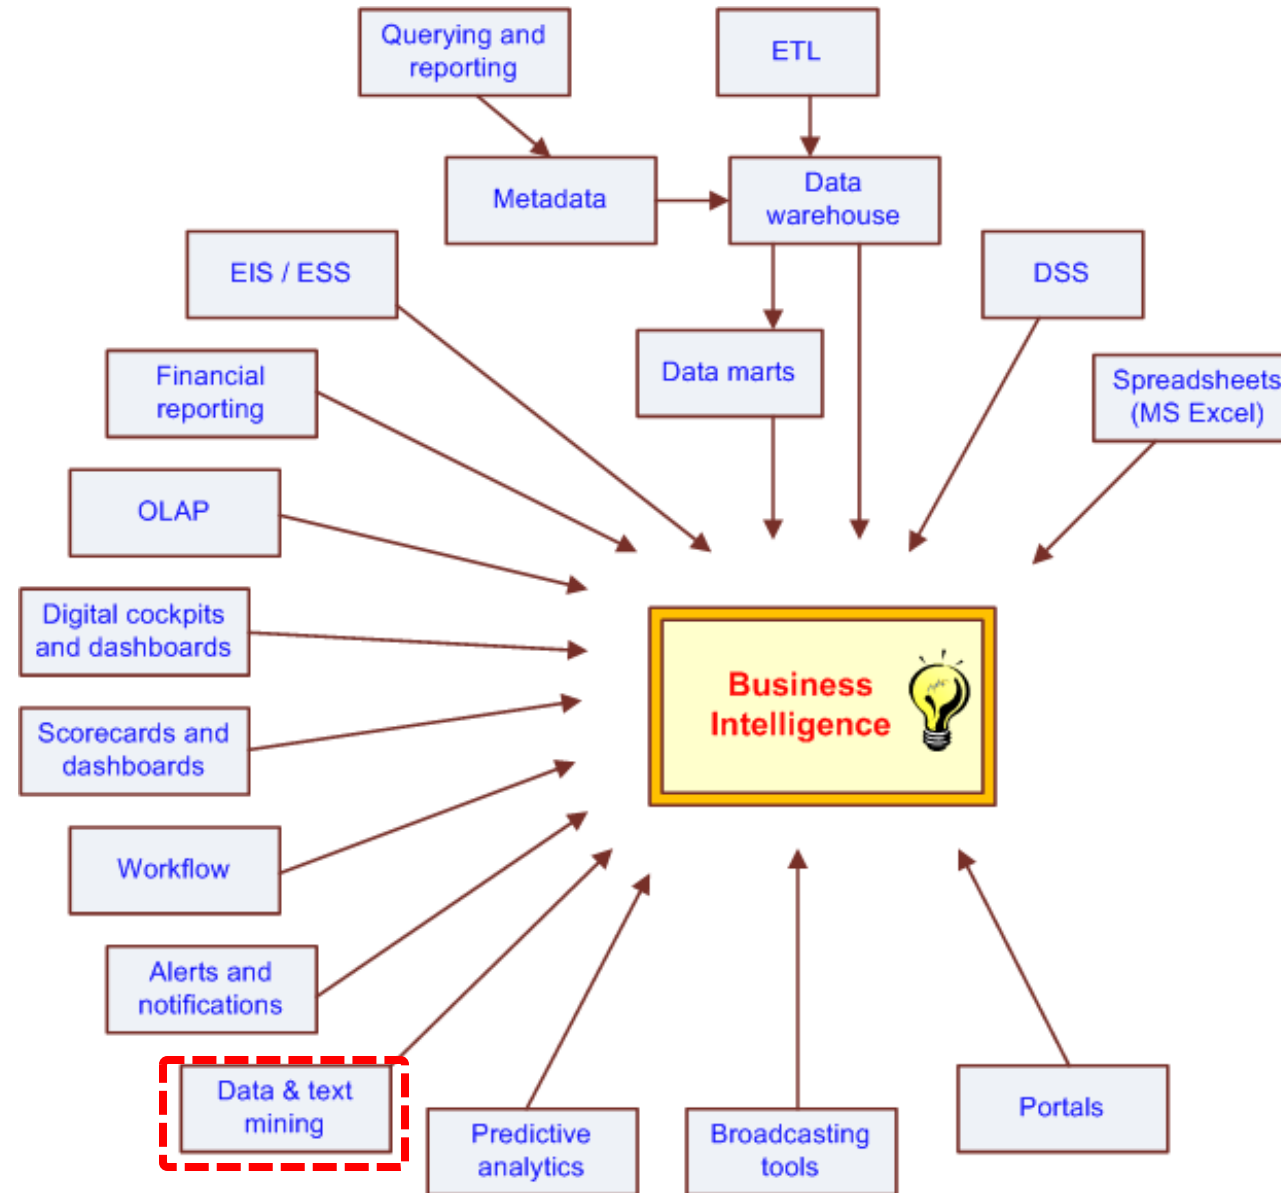 Querying and
reporting
ETL
Metadata
Data
warehouse
EIS / ESS
DSS
Data marts
Financial
reporting
Spreadsheets
(MS Excel)
OLAP
Digital cockpits
and dashboards
Business
Intelligence
Scorecards and
dashboards
Workflow
Alerts and
notifications
Data & text
mining
Predictive
analytics
Broadcasting
tools
Portals